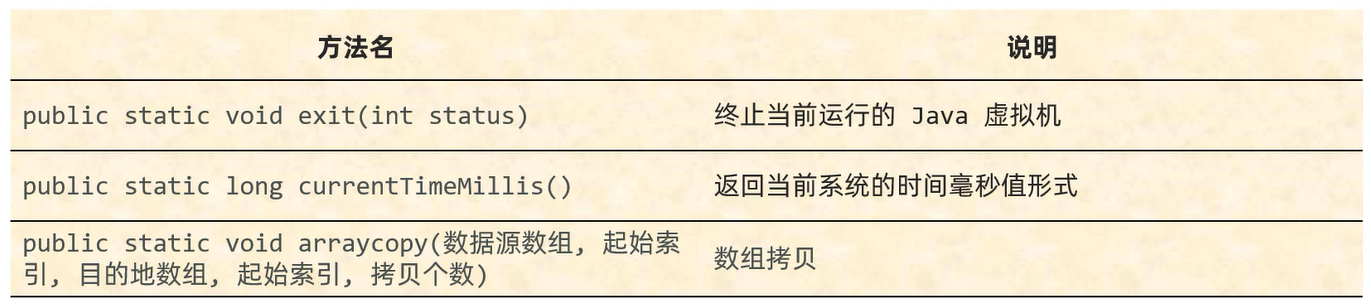 方法名 说明
public static void exit(int status) 终止当前运行的 Java 虚拟机
public static long currentTimeMillis() 返回当前系统的时间毫秒值形式
public static void arraycopy(数据源数组, 起始索
引, 目的地数组, 起始索引, 拷贝个数)
数组拷贝